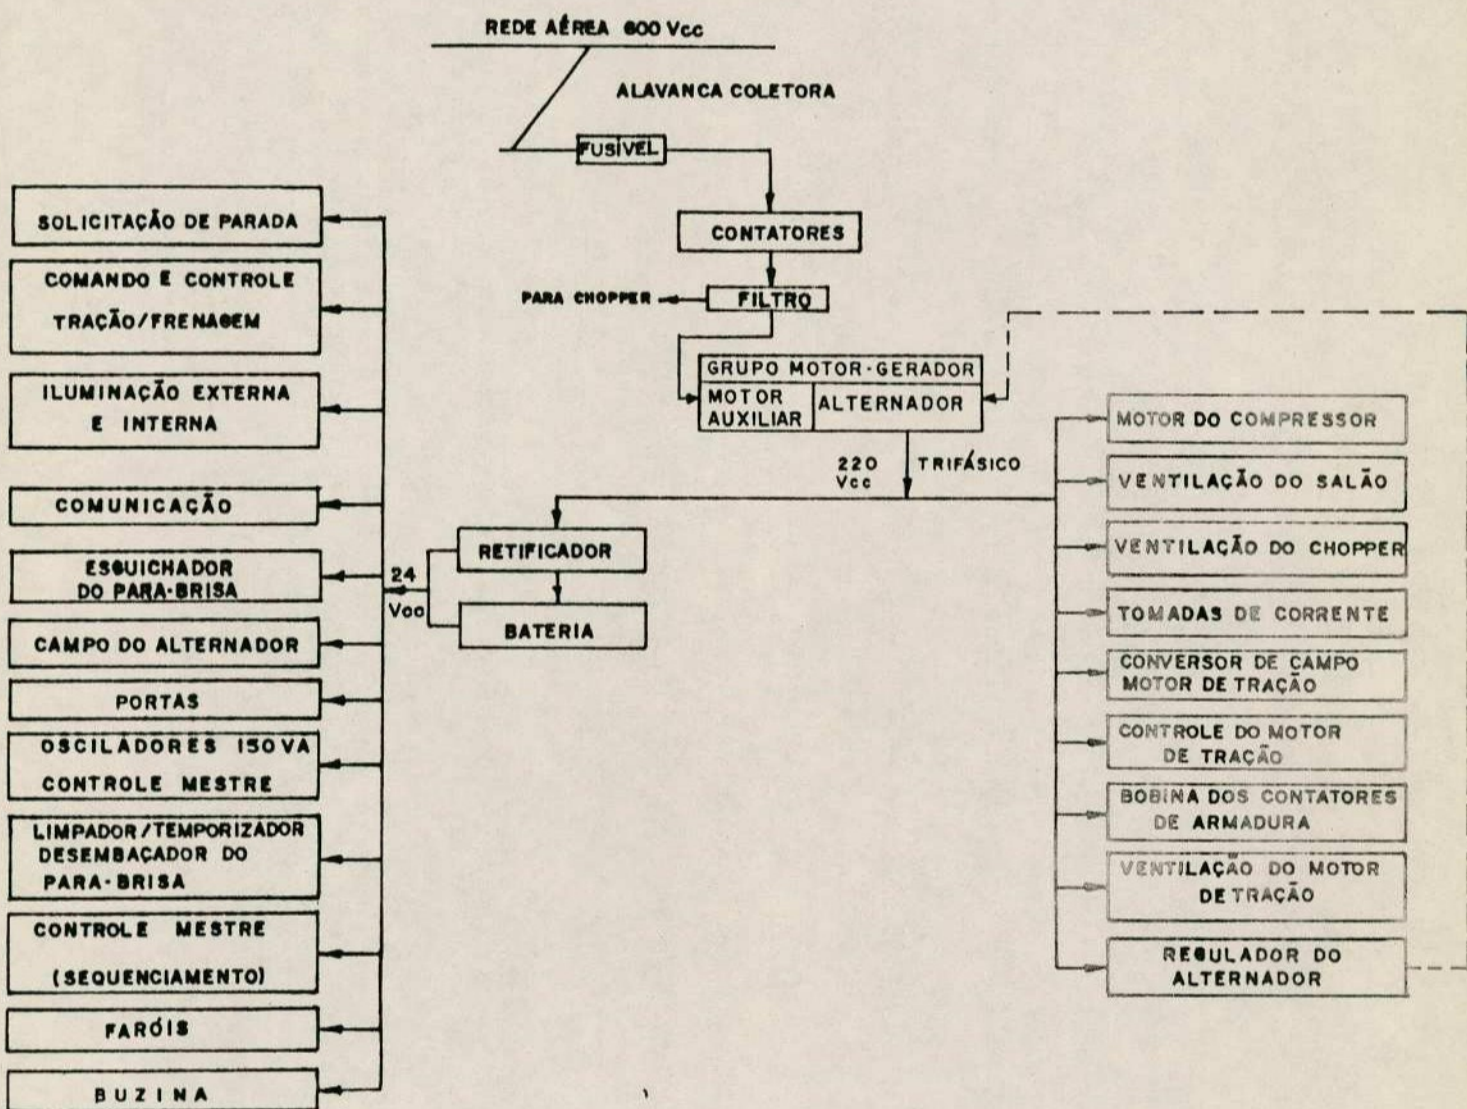 REDE AÉREA 600 Vcc
ALAVANCA COLETORA
FUSÍVEL
CONTATORES
PARA CHOPPER
FILTRO
GRUPO MOTOR-GERADOR
MOTOR
AUXILIAR
ALTERNADOR
220
Vcc
TRIFÁSICO
RETIFICADOR
BATERIA
24
Vcc
SOLICITAÇÃO DE PARADA
COMANDO E CONTROLE
TRAÇÃO/FRENAGEM
ILUMINAÇÃO EXTERNA
E INTERNA
COMUNICAÇÃO
ESGUICHADOR
DO PARA-BRISA
CAMPO DO ALTERNADOR
PORTAS
OSCILADORES 150 VA
CONTROLE MESTRE
LIMPADOR/TEMPORIZADOR
DESEMBAÇADOR DO
PARA-BRISA
CONTROLE MESTRE
(SEQUENCIAMENTO)
FARÓIS
BUZINA
MOTOR DO COMPRESSOR
VENTILAÇÃO DO SALÃO
VENTILAÇÃO DO CHOPPER
TOMADAS DE CORRENTE
CONVERSOR DE CAMPO
MOTOR DE TRAÇÃO
CONTROLE DO MOTOR
DE TRAÇÃO
BOBINA DOS CONTATORES
DE ARMADURA
VENTILAÇÃO DO MOTOR
DE TRAÇÃO
REGULADOR DO
ALTERNADOR